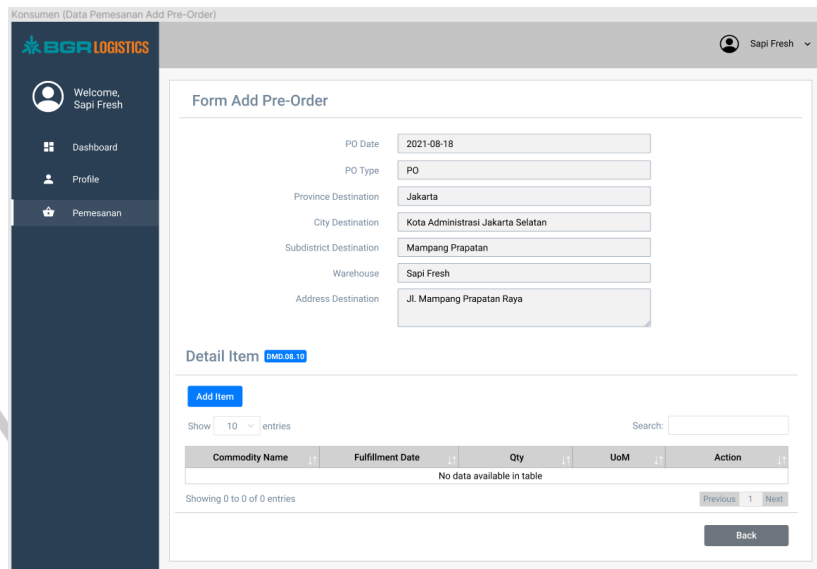 Konsumen (Data Pemesanan Add Pre-Order)
BGR LOGISTICS
Sapi Fresh
Welcome,
Sapi Fresh
Dashboard
Profile
Pemesanan
Form Add Pre-Order
PO Date 2021-08-18
PO Type PO
Province Destination Jakarta
City Destination Kota Administrasi Jakarta Selatan
Subdistrict Destination Mampang Prapatan
Warehouse Sapi Fresh
Address Destination Jl. Mampang Prapatan Raya
Detail Item DMD.08.10
Add Item
Show 10 entries Search:
Commodity Name Fulfillment Date Qty UoM Action
No data available in table
Showing 0 to 0 of 0 entries Previous 1 Next
Back